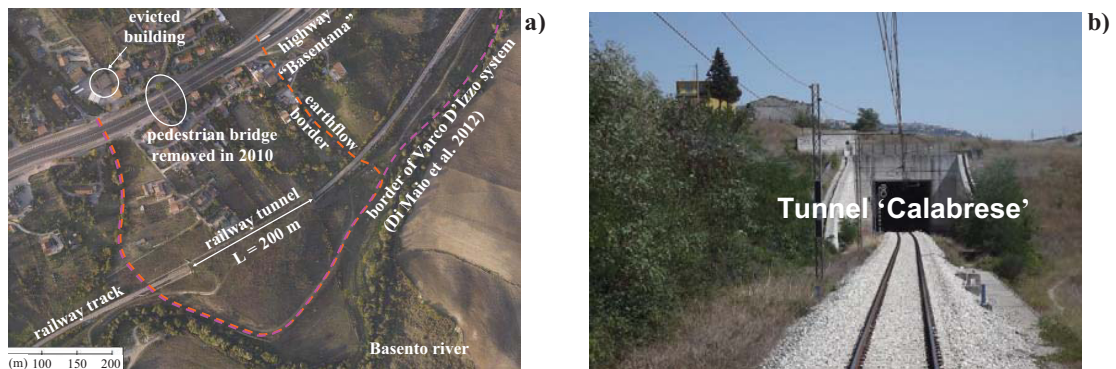 a)
evicted
building
highway
“Basentana”
earthflow
border
pedestrian bridge
removed in 2010
border of Varco D’Izzo system
(Di Maio et al. 2012)
railway tunnel
L = 200 m
railway track
Basento river
(m) 100 150 200
b)
Tunnel ‘Calabrese’